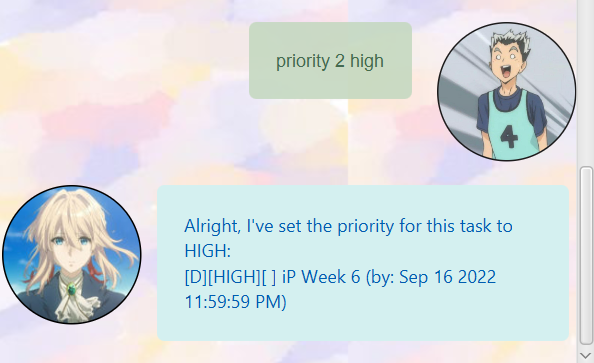 priority 2 high
4
Alright, I've set the priority for this task to
HIGH:
[D][HIGH][ ] iP Week 6 (by: Sep 16 2022
11:59:59 PM)